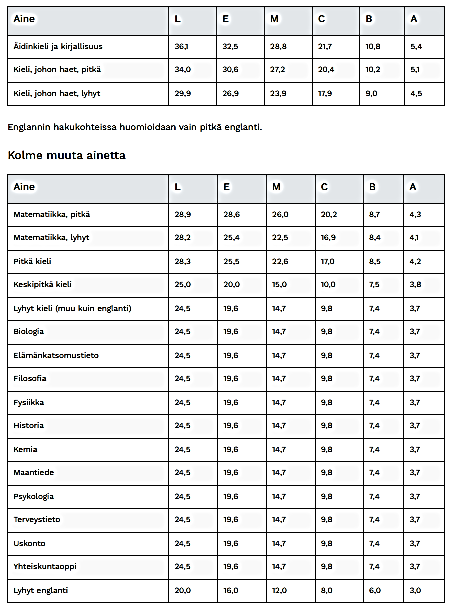 Aine L E M C B A
Äidinkieli ja kirjallisuus 36,1 32,5 28,8 21,7 10,8 5,4
Kieli, johon haet, pitkä 34,0 30,6 27,2 20,4 10,2 5,1
Kieli, johon haet, lyhyt 29,9 26,9 23,9 17,9 9,0 4,5
Englannin hakukohteissa huomioidaan vain pitkä englanti.
Kolme muuta ainetta
Aine L E M C B A
Matematiikka, pitkä 28,9 28,6 26,0 20,2 8,7 4,3
Matematiikka, lyhyt 28,2 25,4 22,5 16,9 8,4 4,1
Pitkä kieli 28,3 25,5 22,6 17,0 8,5 4,2
Keskipitkä kieli 25,0 20,0 15,0 10,0 7,5 3,8
Lyhyt kieli (muu kuin englanti) 24,5 19,6 14,7 9,8 7,4 3,7
Biologia 24,5 19,6 14,7 9,8 7,4 3,7
Elämänkatsomustieto 24,5 19,6 14,7 9,8 7,4 3,7
Filosofia 24,5 19,6 14,7 9,8 7,4 3,7
Fysiikka 24,5 19,6 14,7 9,8 7,4 3,7
Historia 24,5 19,6 14,7 9,8 7,4 3,7
Kemia 24,5 19,6 14,7 9,8 7,4 3,7
Maantiede 24,5 19,6 14,7 9,8 7,4 3,7
Psykologia 24,5 19,6 14,7 9,8 7,4 3,7
Terveystieto 24,5 19,6 14,7 9,8 7,4 3,7
Uskonto 24,5 19,6 14,7 9,8 7,4 3,7
Yhteiskuntaoppi 24,5 19,6 14,7 9,8 7,4 3,7
Lyhyt englanti 20,0 16,0 12,0 8,0 6,0 3,0